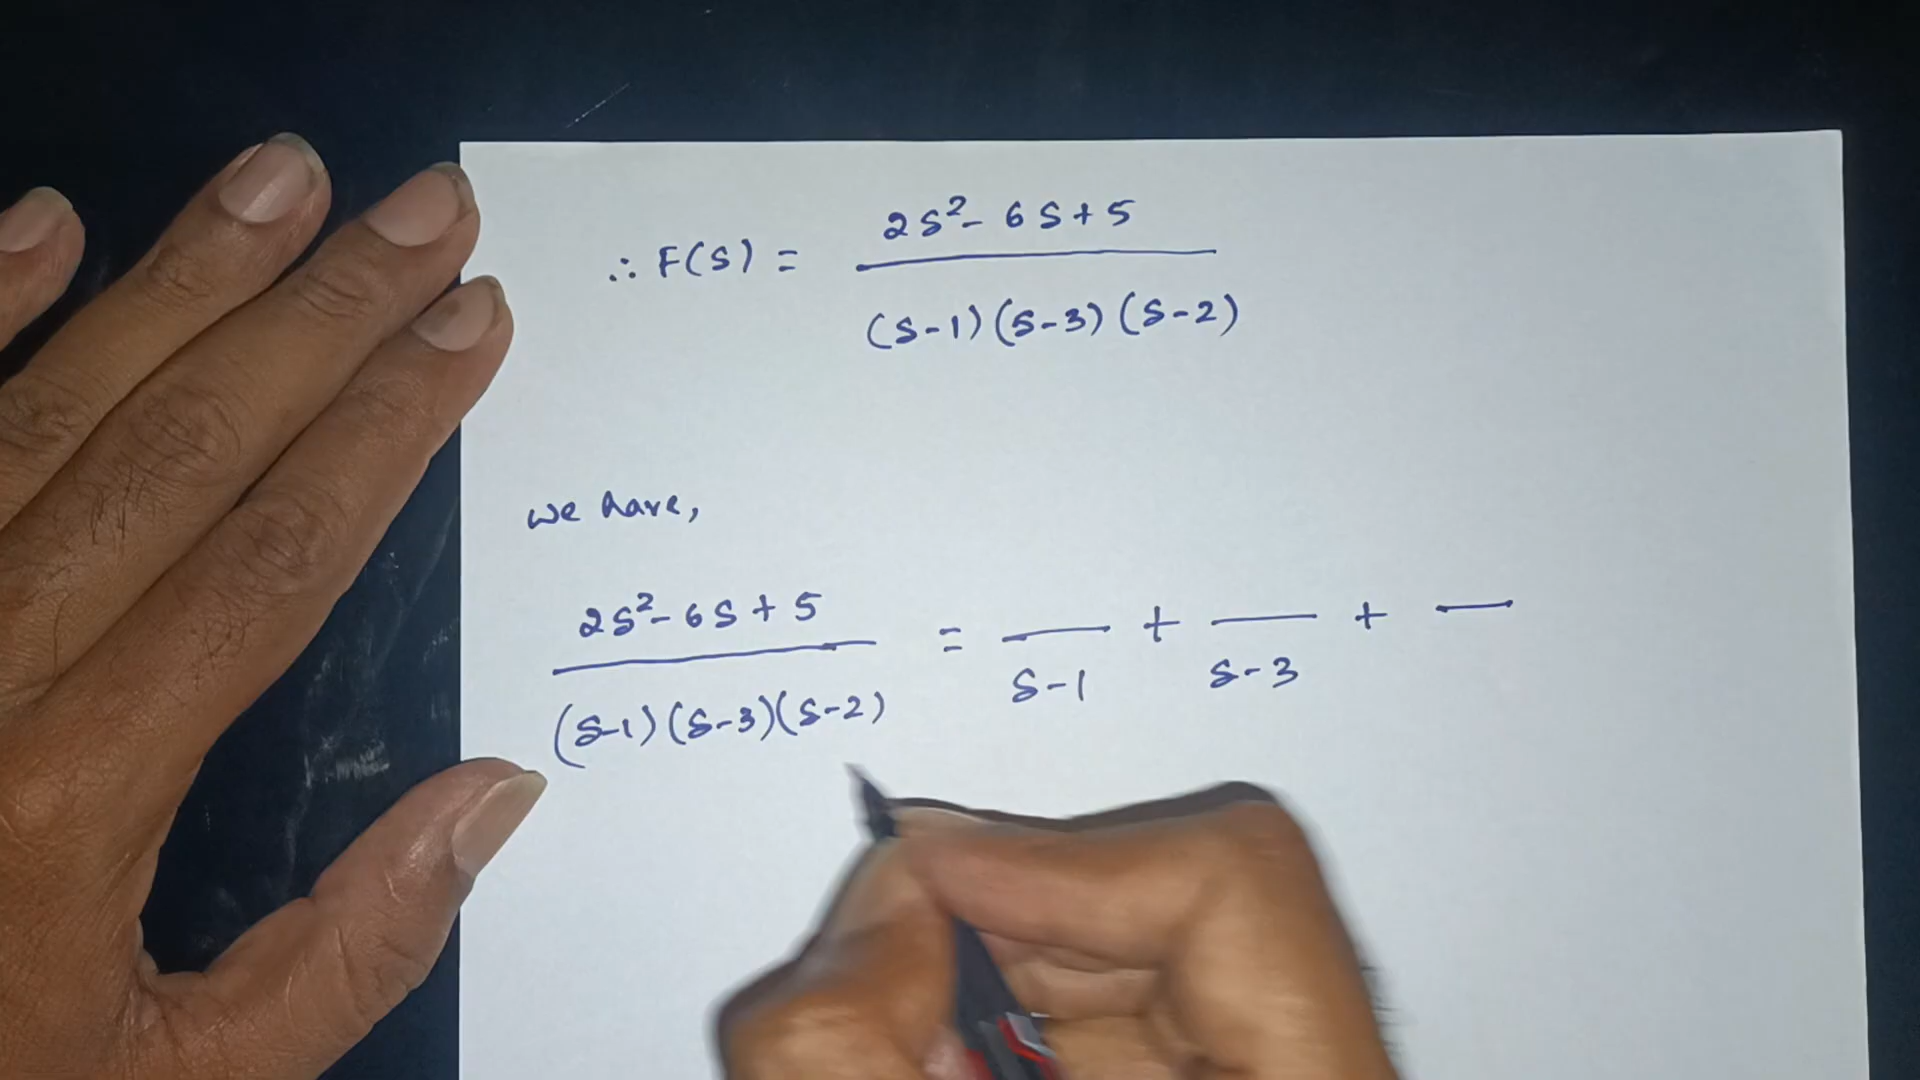 ∴ F(S) = 2S² - 6S + 5
(S-1)(S-3)(S-2)
We have,
2S² - 6S + 5 = — + — + —
(S-1)(S-3)(S-2) S-1 S-3